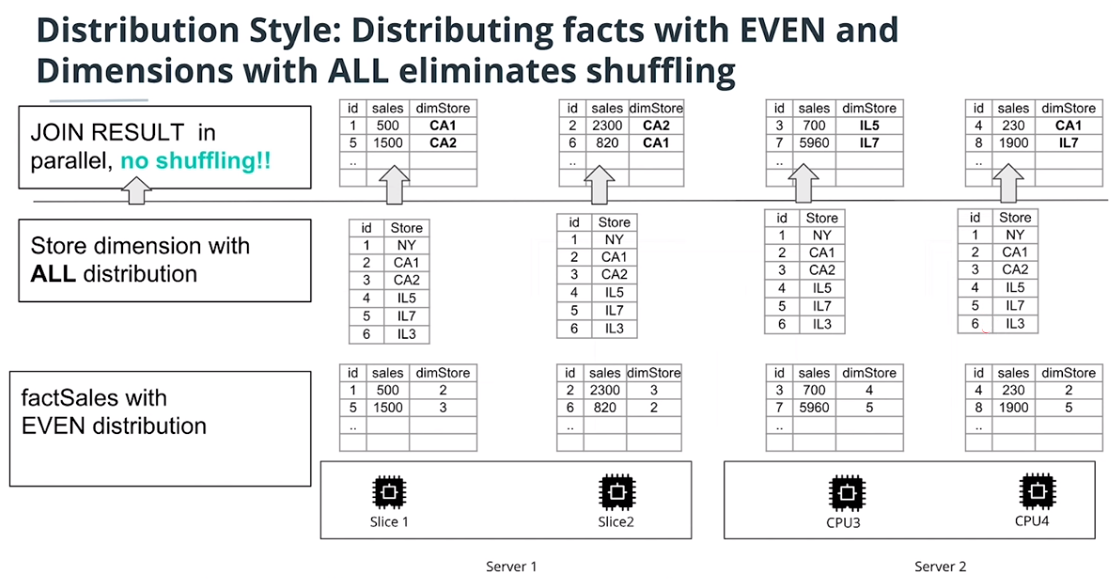 Distribution Style: Distributing facts with EVEN and
Dimensions with ALL eliminates shuffling
JOIN RESULT in
parallel, no shuffling!!
id sales dimStore
1 500 CA1
5 1500 CA2
..
id sales dimStore
2 2300 CA2
6 820 CA1
..
id sales dimStore
3 700 IL5
7 5960 IL7
..
id sales dimStore
4 230 CA1
8 1900 IL7
..
Store dimension with
ALL distribution
id Store
1 NY
2 CA1
3 CA2
4 IL5
5 IL7
6 IL3
id Store
1 NY
2 CA1
3 CA2
4 IL5
5 IL7
6 IL3
id Store
1 NY
2 CA1
3 CA2
4 IL5
5 IL7
6 IL3
id Store
1 NY
2 CA1
3 CA2
4 IL5
5 IL7
6 IL3
factSales with
EVEN distribution
id sales dimStore
1 500 2
5 1500 3
..
id sales dimStore
2 2300 3
6 820 2
..
id sales dimStore
3 700 4
7 5960 5
..
id sales dimStore
4 230 2
8 1900 5
..
Slice 1
Slice2
CPU3
CPU4
Server 1
Server 2